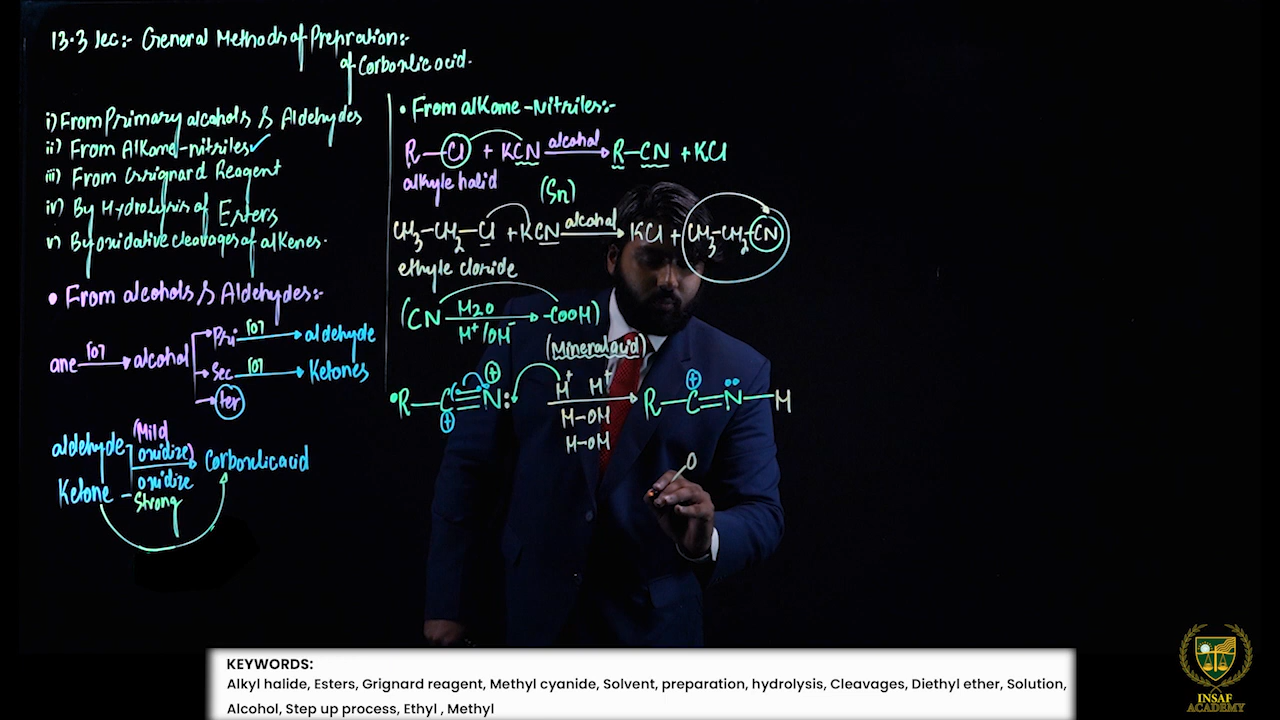 13.3 lec:- General Methods of Prepration:-
of Corboxlic acid.
i) From Primary alcohols & Aldehydes
ii) From Alkane-nitriles ✓
iii) From Grignard Reagent
iv) By Hydrolysis of Esters
v) By oxidative cleavages of alkenes.
• From alcohols & Aldehydes:-
ane [O] → alcohol
Pri [O] → aldehyde
Sec [O] → Ketones
ter
aldehyde (Mild oxidize) → Corboxlic acid
Ketone – oxidize Strong
• From alkane-Nitriles:-
R—Cl + KCN alcohal → R—CN + KCl
alkyle halid
(Sn)
CH3—CH2—Cl + KCN alcohal → KCl + CH3—CH2—CN
ethyle cloride
(CN H2O H+/OH- → -COOH)
(Mineral acid)
•R—C≡N: H+ H+ → R—C=N—H
H—OH
H—OH
O
KEYWORDS:
Alkyl halide, Esters, Grignard reagent, Methyl cyanide, Solvent, preparation, hydrolysis, Cleavages, Diethyl ether, Solution,
Alcohol, Step up process, Ethyl , Methyl
INSAF
ACADEMY